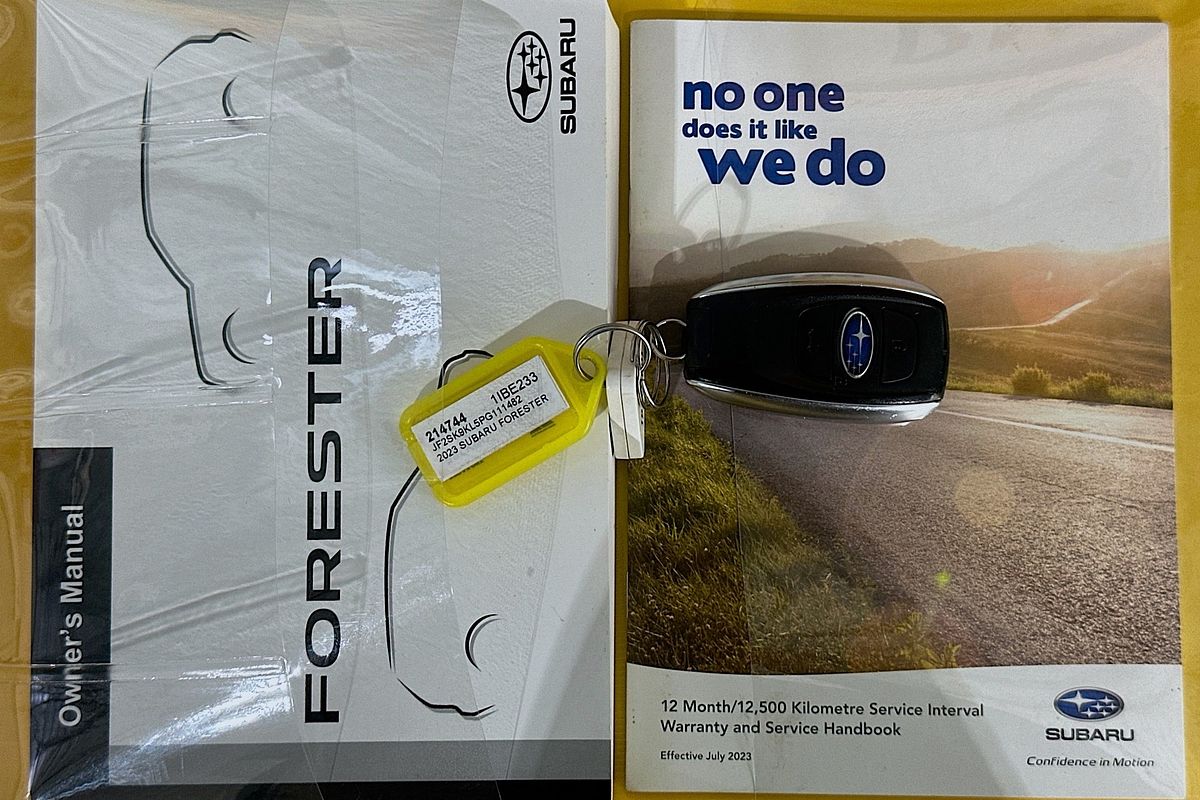 SUBARU
FORESTER
Owner's Manual
214744 1IBE233
JF2SK9KL5PG111482
2023 SUBARU FORESTER
no one
does it like
we do
12 Month/12,500 Kilometre Service Interval
Warranty and Service Handbook
Effective July 2023
SUBARU
Confidence in Motion